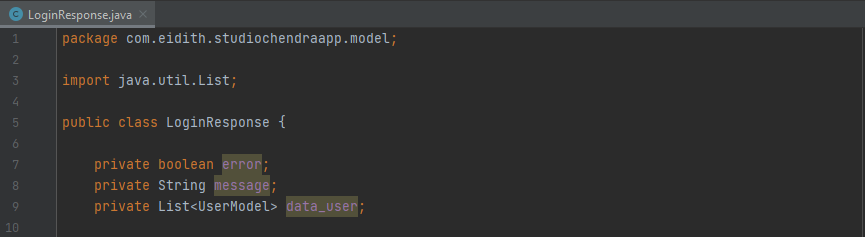 LoginResponse.java
1 package com.eidith.studiochendraapp.model;
2
3 import java.util.List;
4
5 public class LoginResponse {
6
7 private boolean error;
8 private String message;
9 private List<UserModel> data_user;
10